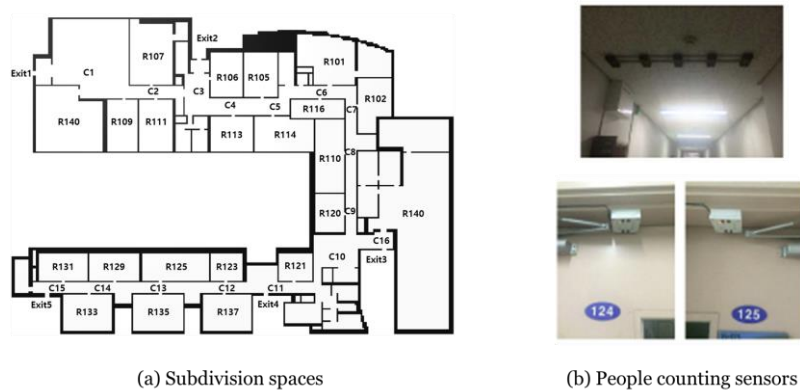 Exit2
R107
R101
Exit1
C1
R106
R105
C2
C3
C6
R102
C4
C5
R116
C7
R140
R109
R111
R113
R114
R110
C8
R140
R120
C9
C16
Exit3
C10
R131
R129
R125
R123
R121
C15
C14
C13
C12
C11
Exit5
Exit4
R133
R135
R137
124
125
(a) Subdivision spaces
(b) People counting sensors